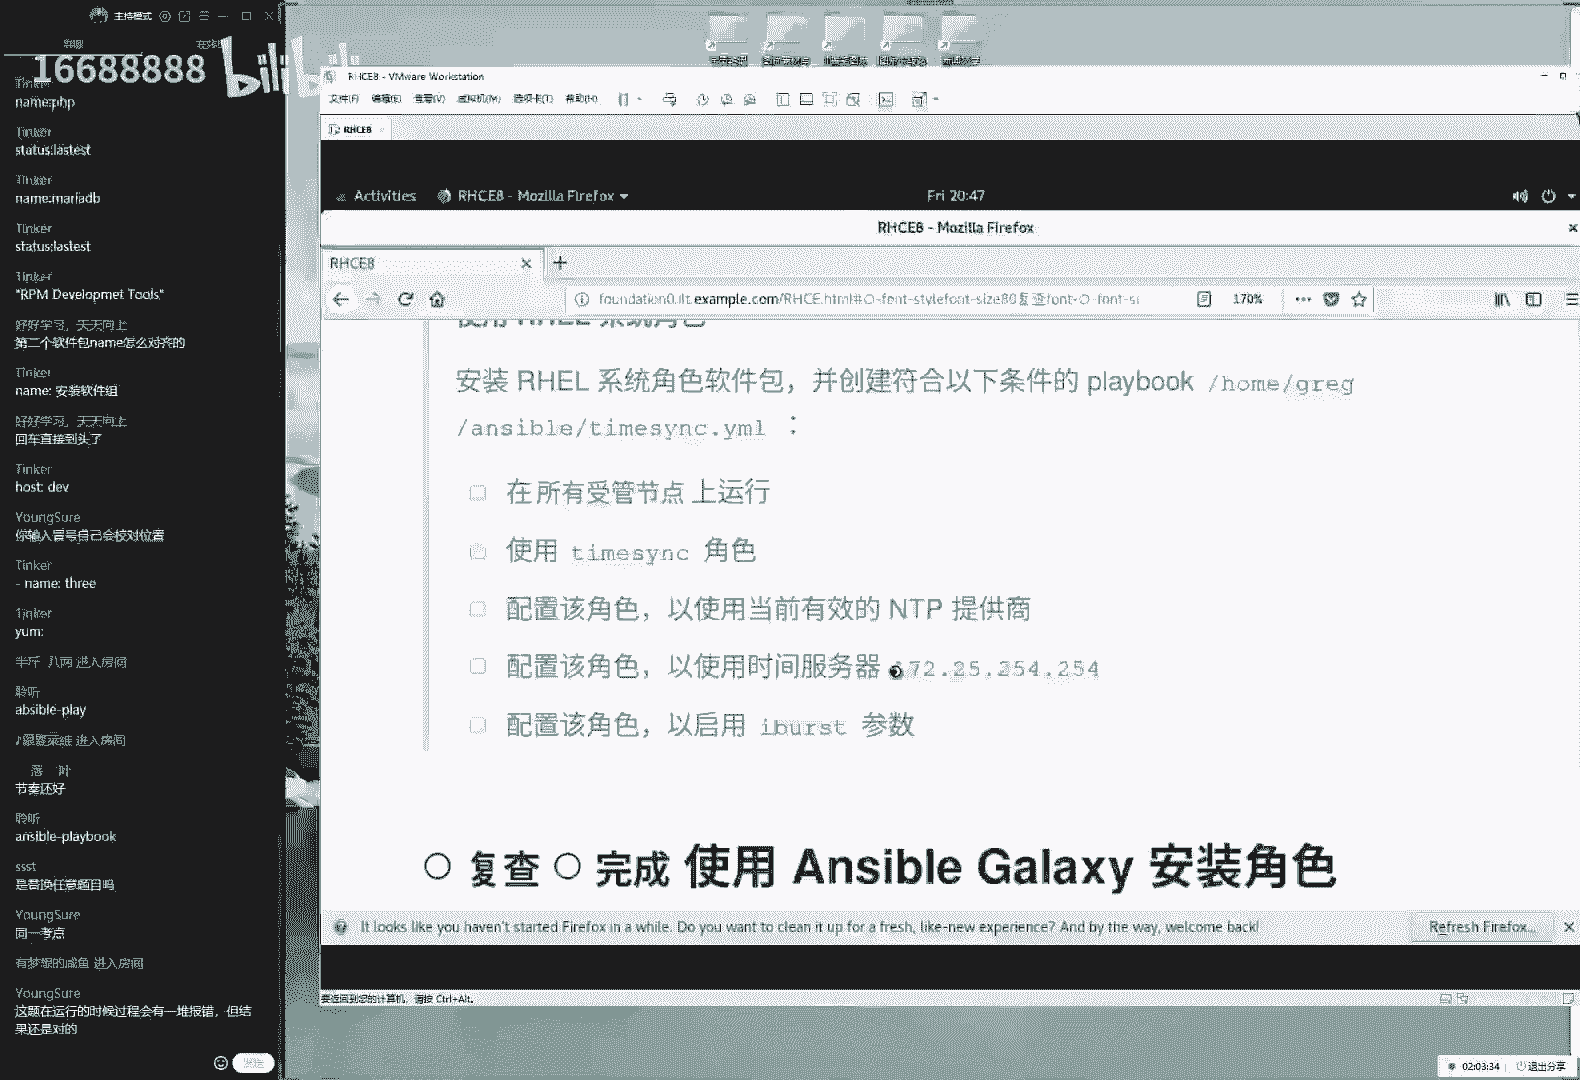 主持模式
16688888
bilibili
Tinker
name:php
Tinker
status:lastest
Tinker
name:mariadb
Tinker
status:lastest
Tinker
"RPM Developmet Tools"
好好学习，天天向上
第二个软件包name怎么对齐的
Tinker
name: 安装软件组
好好学习，天天向上
回车直接到头了
Tinker
host: dev
YoungSure
你输入冒号自己会校对位置
Tinker
- name: three
Tinker
yum:
半斤 八两 进入房间
聆听
absible-play
进入房间
落 叶
节奏还好
聆听
ansible-playbook
ssst
是替换任意题目吗
YoungSure
同一考点
有梦想的咸鱼 进入房间
YoungSure
这题在运行的时候过程会有一堆报错，但结
果还是对的
发送
RHCE8 - VMware Workstation
文件(F) 编辑(E) 查看(V) 虚拟机(M) 选项卡(T) 帮助(H)
RHCE8
Activities
RHCE8 - Mozilla Firefox
Fri 20:47
RHCE8 - Mozilla Firefox
RHCE8
foundation0.ilt.example.com/RHCE.html#○-font-stylefont-size80复查font-○-font-si
170%
使用 RHEL 系统角色
安装 RHEL 系统角色软件包，并创建符合以下条件的 playbook /home/greg
/ansible/timesync.yml ：
在所有受管节点 上运行
使用 timesync 角色
配置该角色，以使用当前有效的 NTP 提供商
配置该角色，以使用时间服务器 172.25.254.254
配置该角色，以启用 iburst 参数
○ 复查 ○ 完成 使用 Ansible Galaxy 安装角色
It looks like you haven't started Firefox in a while. Do you want to clean it up for a fresh, like-new experience? And by the way, welcome back!
Refresh Firefox...
要返回到您的计算机，请按 Ctrl+Alt。
02:03:34
退出分享